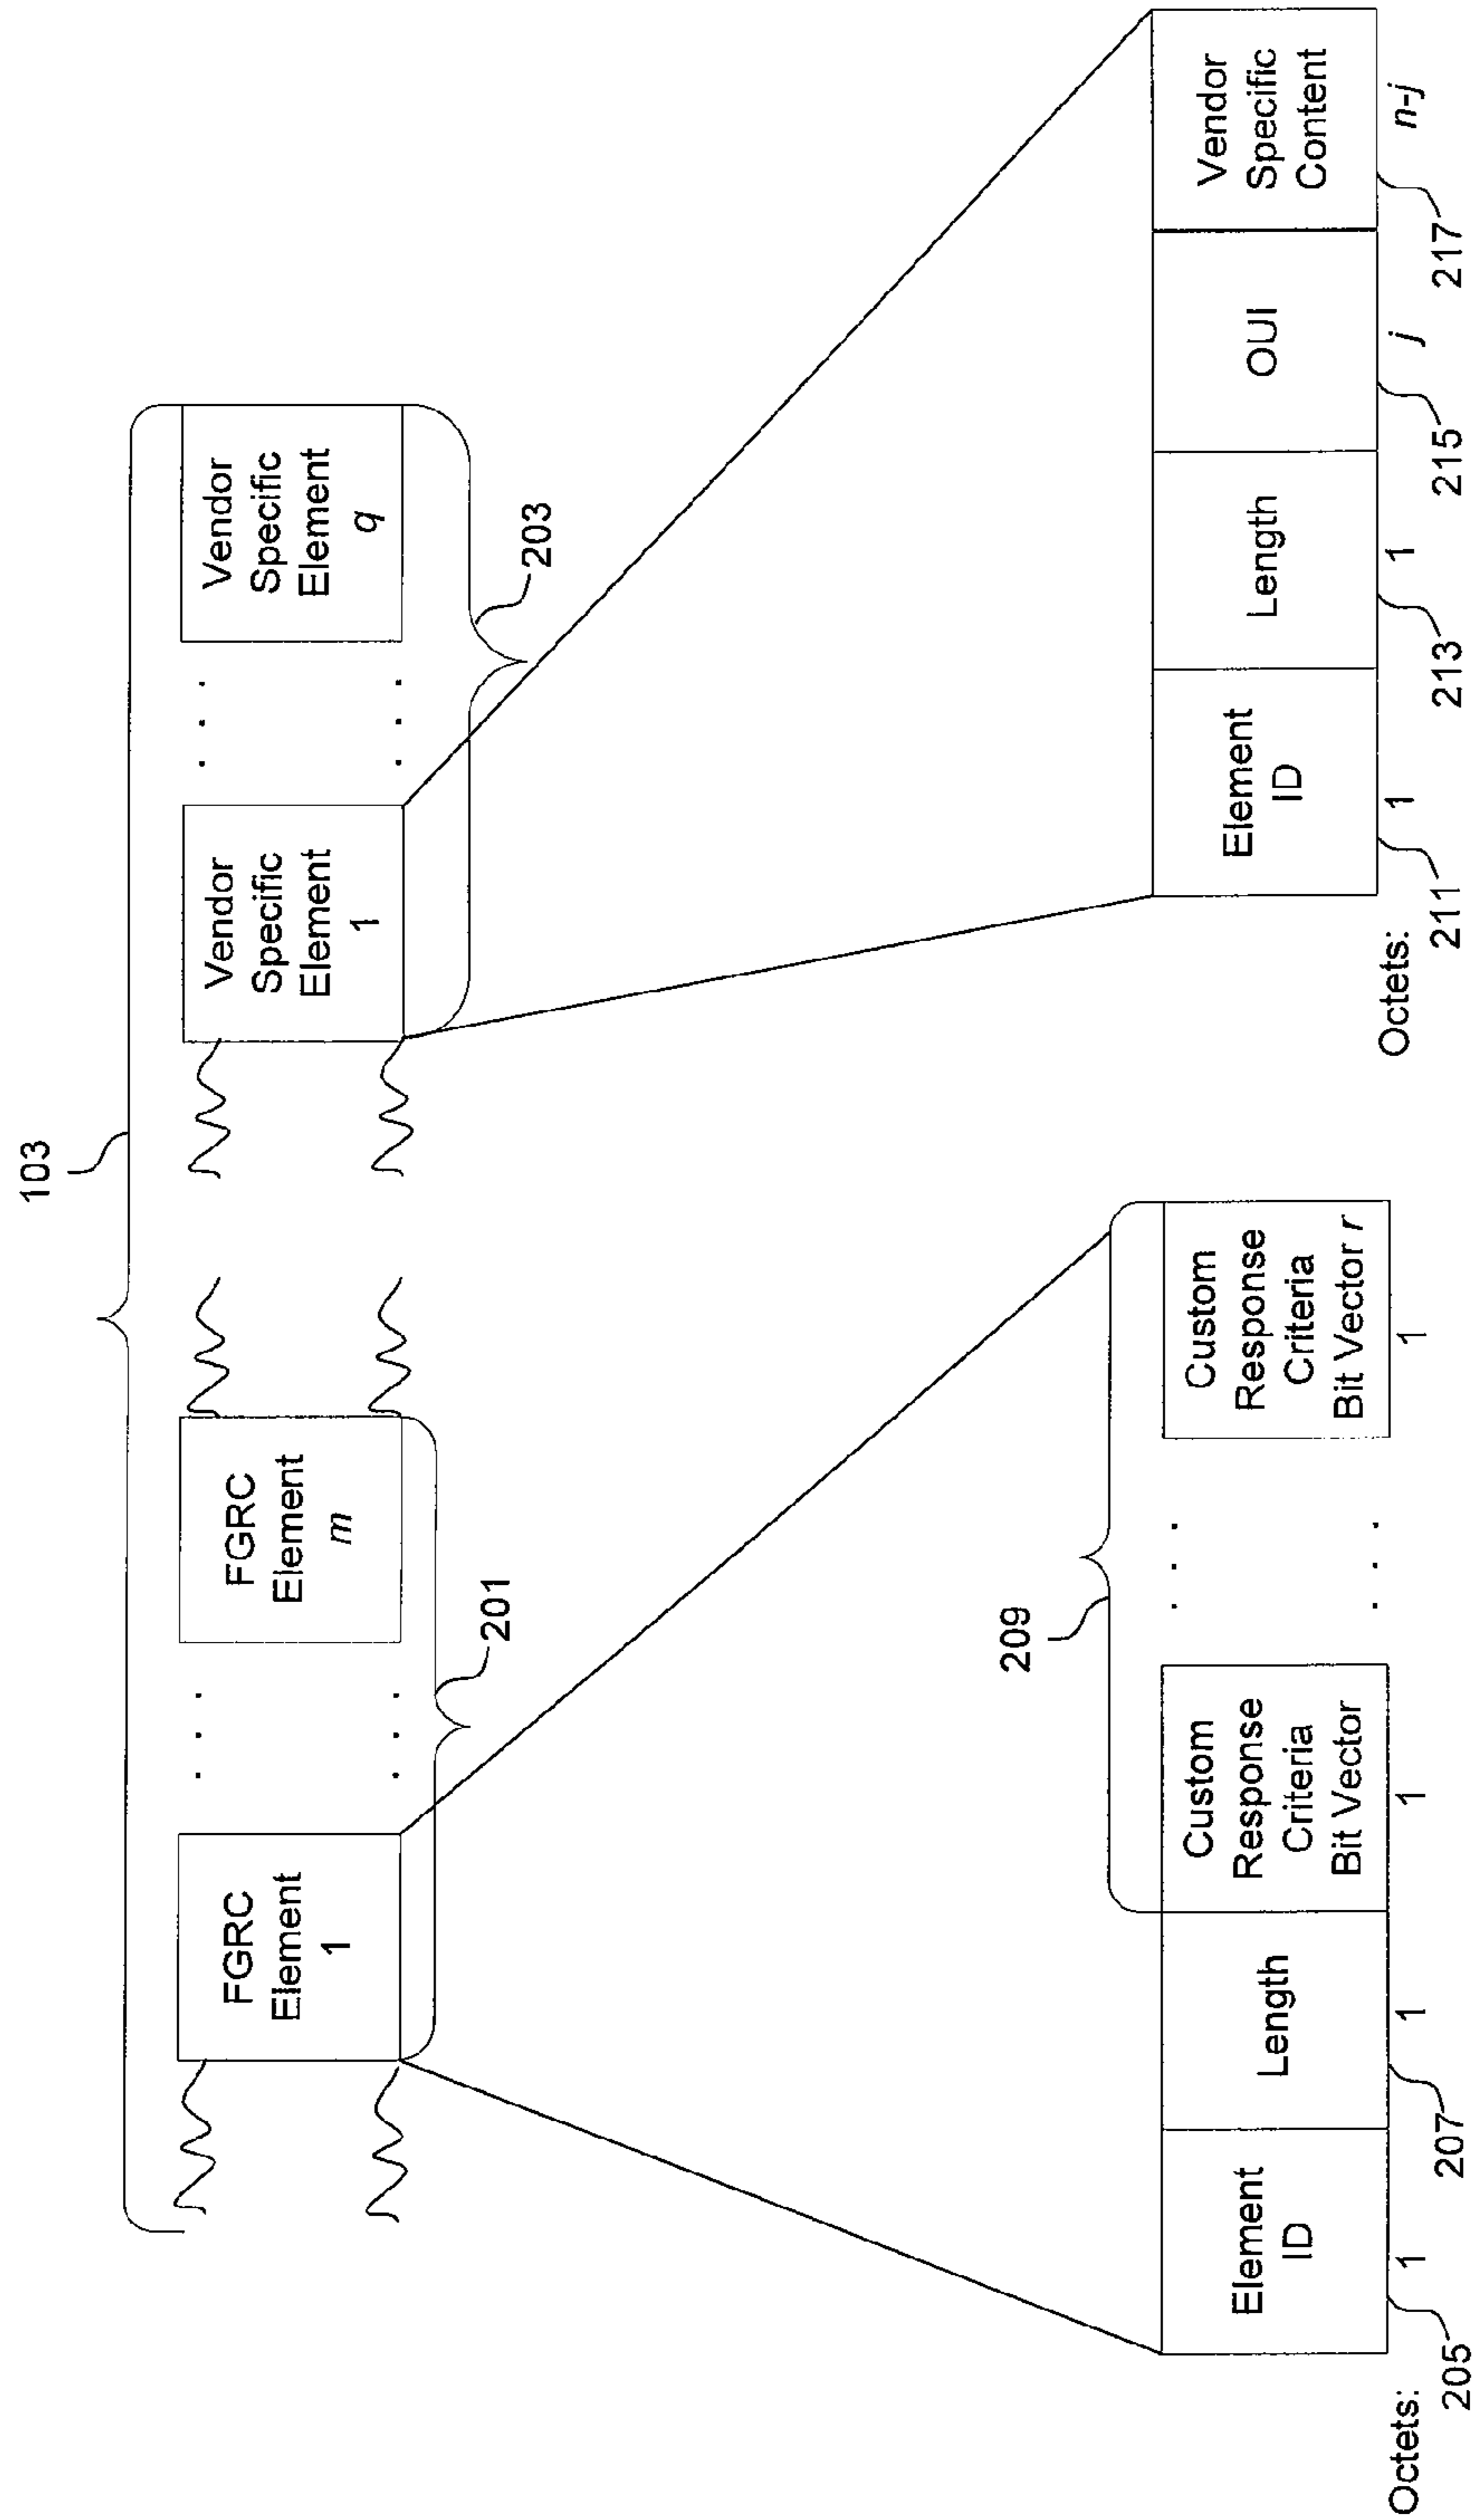 103
FGRC
Element
1
. . .
. . .
FGRC
Element
m
Vendor
Specific
Element
1
. . .
. . .
Vendor
Specific
Element
q
201
203
209
Element
ID
Length
Custom
Response
Criteria
Bit Vector
. . .
. . .
Custom
Response
Criteria
Bit Vector r
Octets:
1
1
1
1
205
207
Element
ID
Length
OUI
Vendor
Specific
Content
Octets:
1
1
j
n-j
211
213
215
217